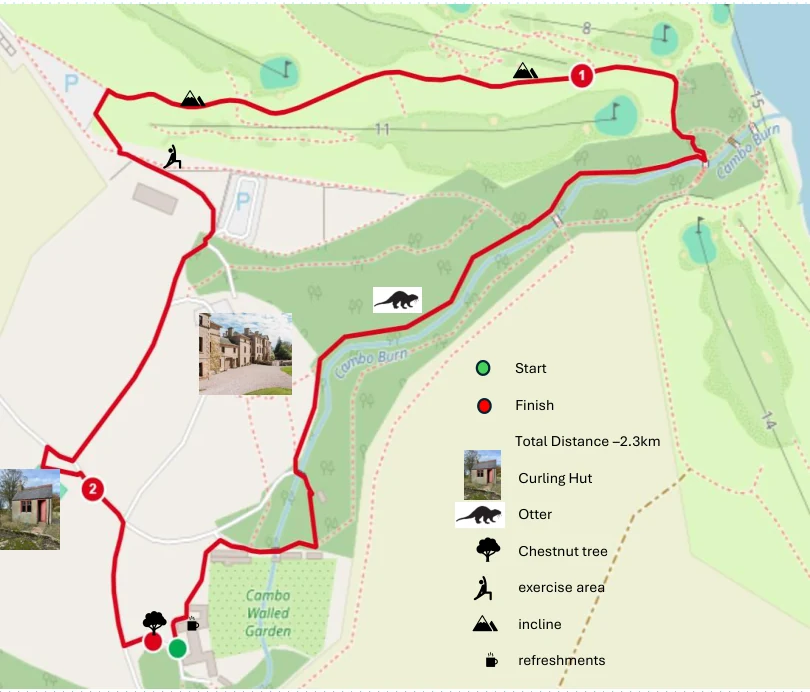 8
P
1
15
11
Cambo Burn
P
Cambo Burn
14
Start
Finish
Total Distance –2.3km
Curling Hut
Otter
2
Chestnut tree
exercise area
Cambo
Walled
Garden
incline
refreshments